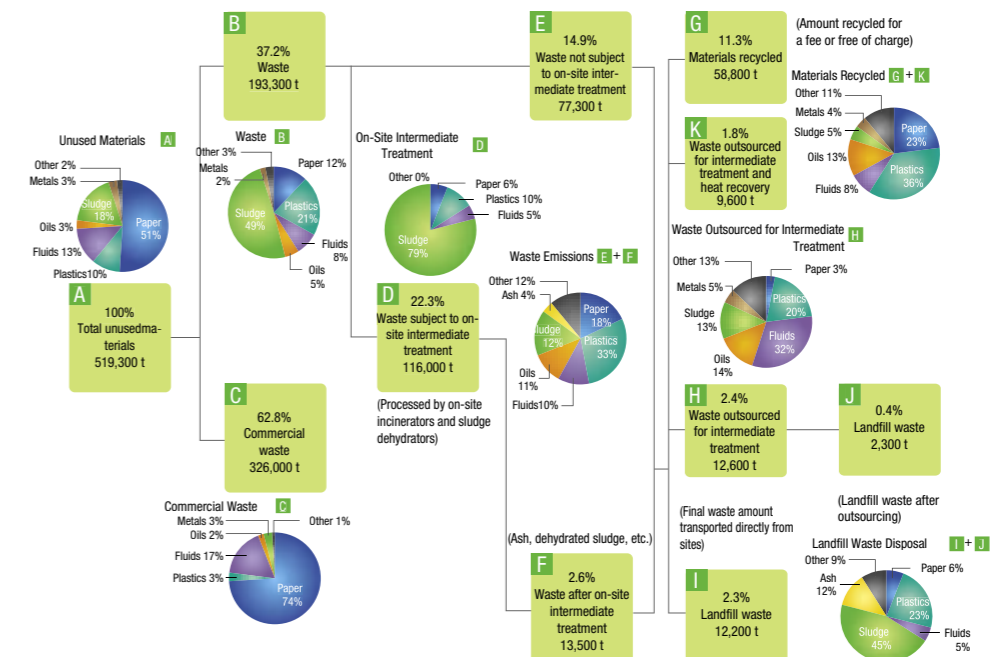 B
37.2%
Waste
193,300 t
E
14.9%
Waste not subject
to on-site inter-
mediate treatment
77,300 t
G
11.3%
Materials recycled
58,800 t
(Amount recycled for
a fee or free of charge)
Materials Recycled G + K
Other 11%
Metals 4%
Sludge 5%
Oils 13%
Fluids 8%
Paper
23%
Plastics
36%
K
1.8%
Waste outsourced
for intermediate
treatment and
heat recovery
9,600 t
Unused Materials A
Other 2%
Metals 3%
Sludge
18%
Oils 3%
Fluids 13%
Plastics10%
Paper
51%
Waste B
Other 3%
Metals
2%
Sludge
49%
Paper 12%
Plastics
21%
Fluids
8%
Oils
5%
On-Site Intermediate
Treatment D
Other 0%
Paper 6%
Plastics 10%
Fluids 5%
Sludge
79%
A
100%
Total unusedma-
terials
519,300 t
D
22.3%
Waste subject to on-
site intermediate
treatment
116,000 t
(Processed by on-site
incinerators and sludge
dehydrators)
Waste Emissions E + F
Other 12%
Ash 4%
Sludge
12%
Oils
11%
Fluids10%
Paper
18%
Plastics
33%
Waste Outsourced for Intermediate
Treatment H
Other 13%
Metals 5%
Sludge
13%
Oils
14%
Paper 3%
Plastics
20%
Fluids
32%
C
62.8%
Commercial
waste
326,000 t
H
2.4%
Waste outsourced
for intermediate
treatment
12,600 t
J
0.4%
Landfill waste
2,300 t
(Landfill waste after
outsourcing)
Commercial Waste C
Metals 3%
Oils 2%
Fluids 17%
Plastics 3%
Other 1%
Paper
74%
(Ash, dehydrated sludge, etc.)
F
2.6%
Waste after on-site
intermediate
treatment
13,500 t
(Final waste amount
transported directly from
sites)
I
2.3%
Landfill waste
12,200 t
Landfill Waste Disposal I + J
Other 9%
Ash
12%
Sludge
45%
Paper 6%
Plastics
23%
Fluids
5%